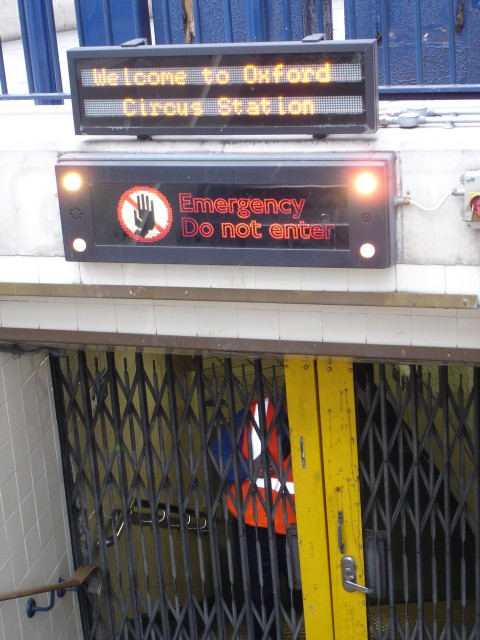 Welcome to Oxford
Circus Station
Emergency
Do not enter